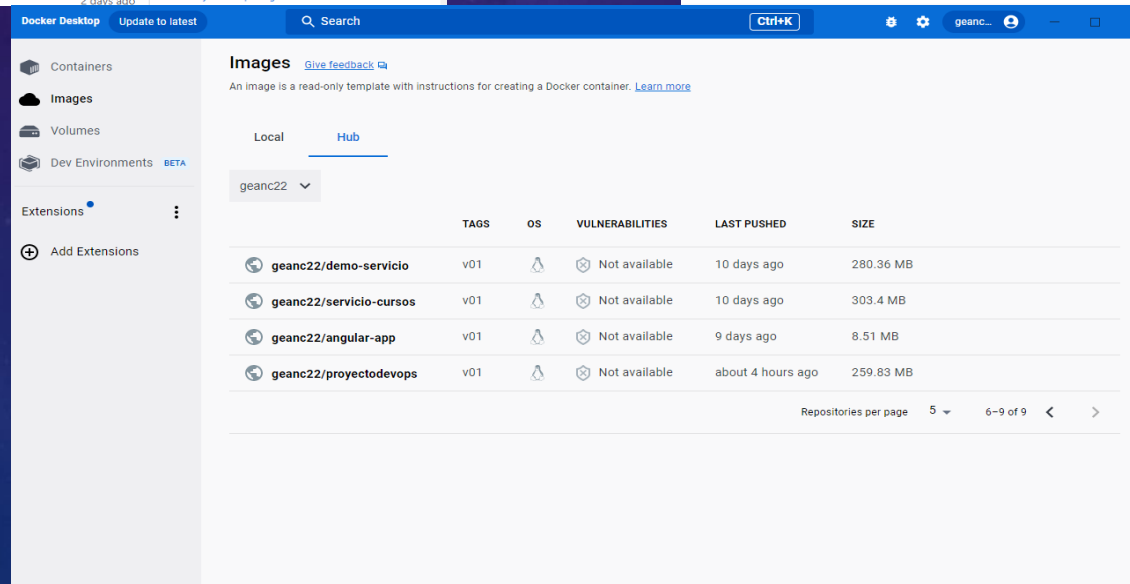 2 days ago
Docker Desktop Update to latest Search Ctrl+K geanc...
Containers
Images
Volumes
Dev Environments BETA
Extensions
Add Extensions
Images Give feedback
An image is a read-only template with instructions for creating a Docker container. Learn more
Local Hub
geanc22
TAGS OS VULNERABILITIES LAST PUSHED SIZE
geanc22/demo-servicio v01 Not available 10 days ago 280.36 MB
geanc22/servicio-cursos v01 Not available 10 days ago 303.4 MB
geanc22/angular-app v01 Not available 9 days ago 8.51 MB
geanc22/proyectodevops v01 Not available about 4 hours ago 259.83 MB
Repositories per page 5 6–9 of 9